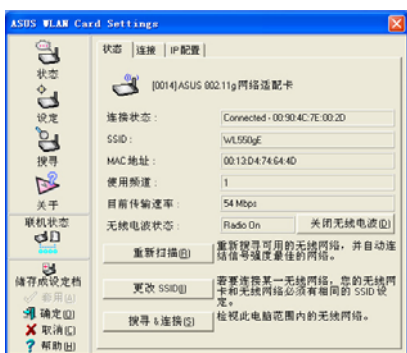 ASUS WLAN Card Settings
状态
设定
搜寻
关于
联机状态
储存成设定档
套用(A)
确定(O)
取消(C)
帮助(H)
状态 连接 IP配置
[0014] ASUS 802.11g 网络适配卡
连接状态： Connected - 00:90:4C:7E:00:2D
SSID： WL550gE
MAC 地址： 00:13:D4:74:64:4D
使用频道： 1
目前传输速率： 54 Mbps
无线电波状态： Radio On 关闭无线电波(D)
重新扫描(R)
重新搜寻可用的无线网络，并自动连
结信号强度最佳的网络。
更改 SSID(I)
若要连接某一无线网络，您的无线网
卡和无线网络必须有相同的 SSID 设
定。
搜寻 & 连接(S)
检视此电脑范围内的无线网络。